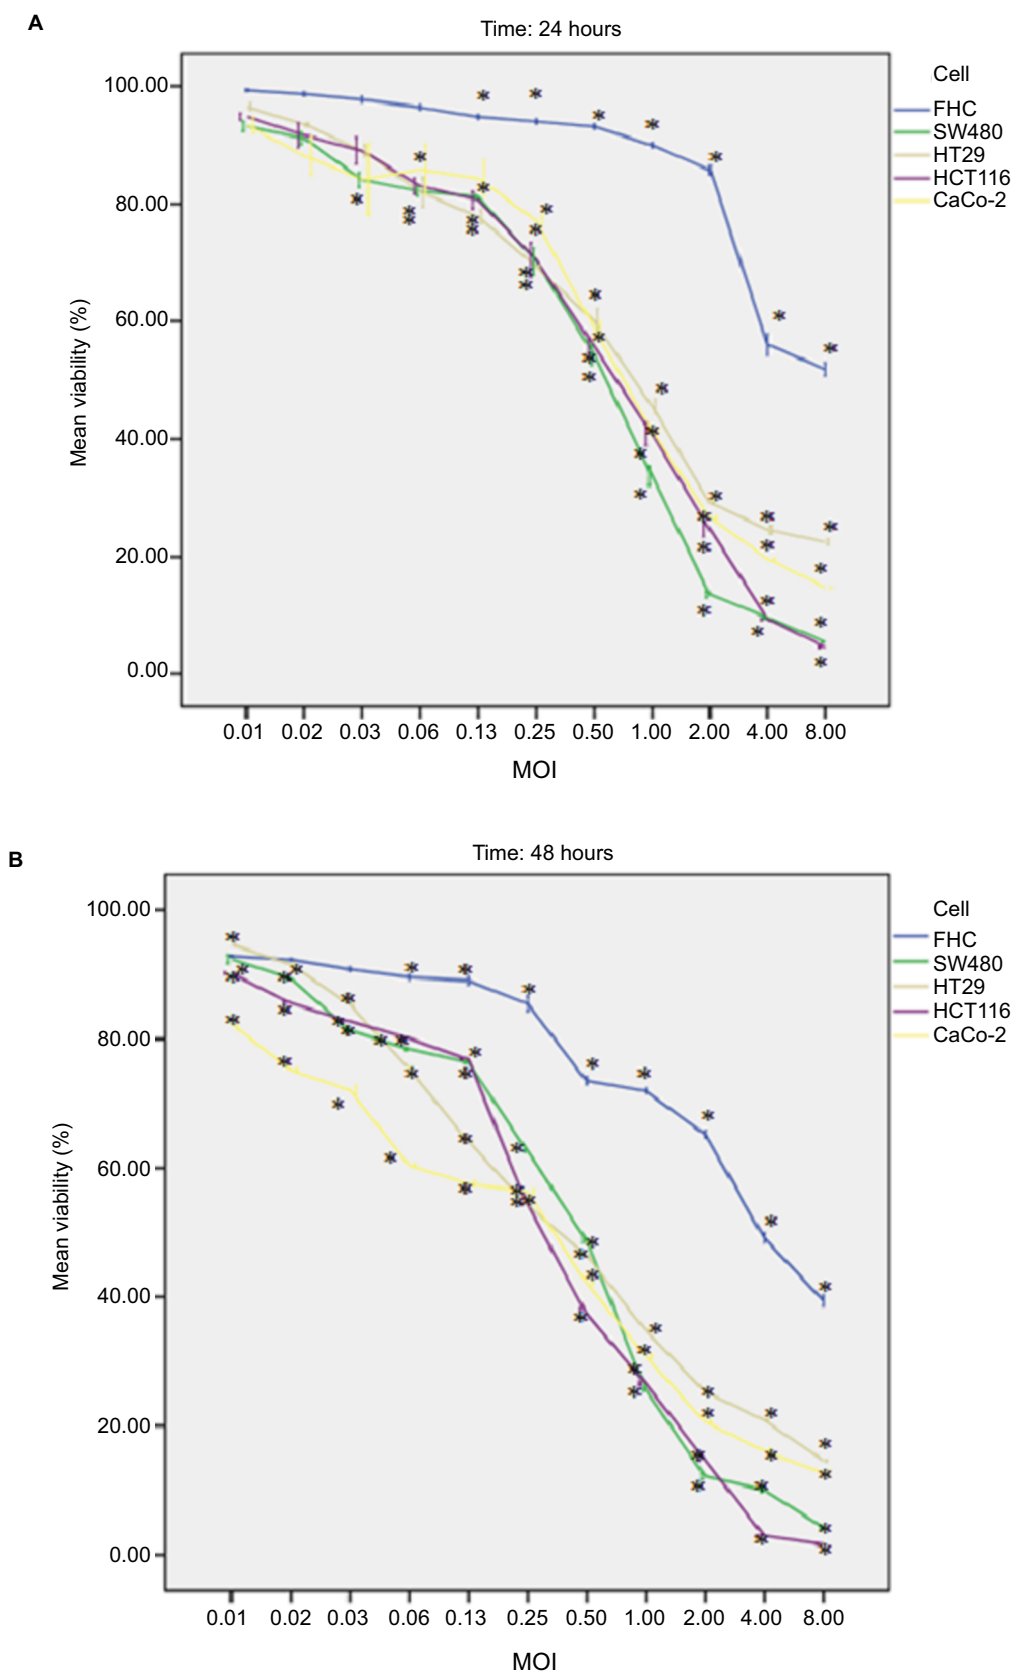 A
Time: 24 hours
100.00
80.00
60.00
40.00
20.00
0.00
Mean viability (%)
0.01 0.02 0.03 0.06 0.13 0.25 0.50 1.00 2.00 4.00 8.00
MOI
Cell
FHC
SW480
HT29
HCT116
CaCo-2
B
Time: 48 hours
100.00
80.00
60.00
40.00
20.00
0.00
Mean viability (%)
0.01 0.02 0.03 0.06 0.13 0.25 0.50 1.00 2.00 4.00 8.00
MOI
Cell
FHC
SW480
HT29
HCT116
CaCo-2